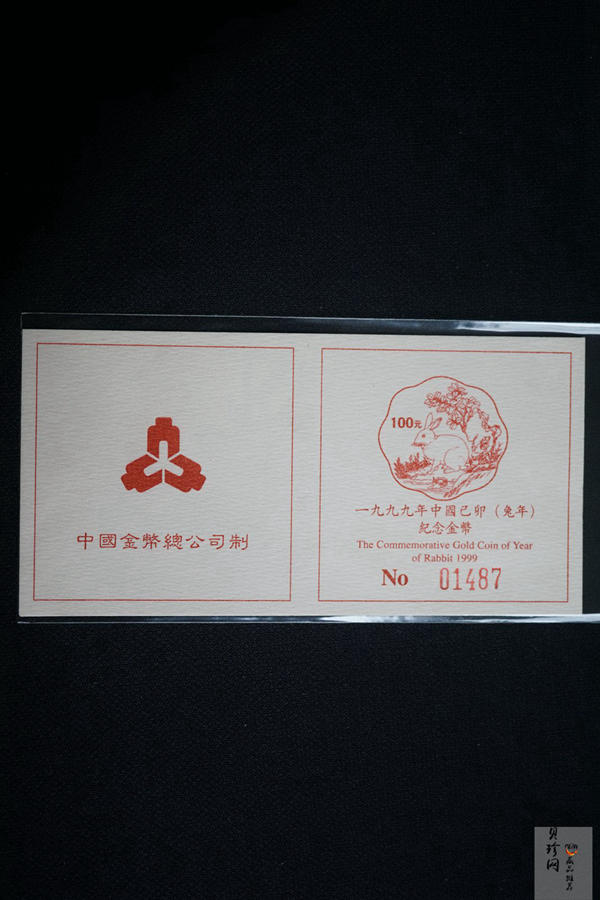 中國金幣總公司制
100元
一九九九年中國己卯（兔年）
紀念金幣
The Commemorative Gold Coin of Year
of Rabbit 1999
No 01487
貝珍网